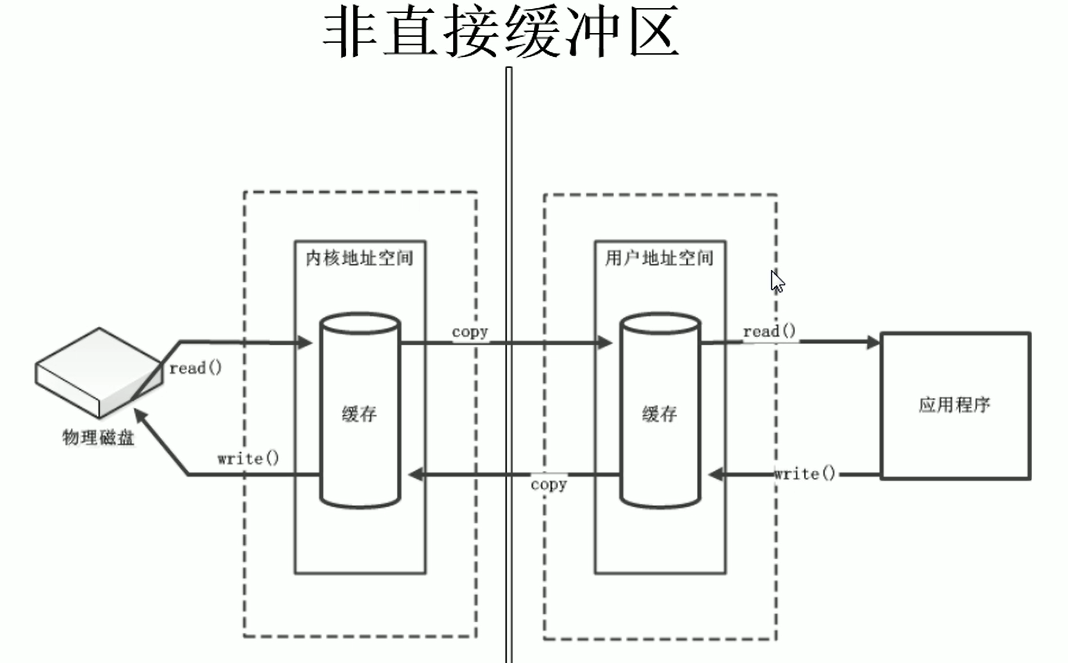 非直接缓冲区
内核地址空间
用户地址空间
copy
read()
read()
缓存
缓存
应用程序
物理磁盘
write()
copy
write()